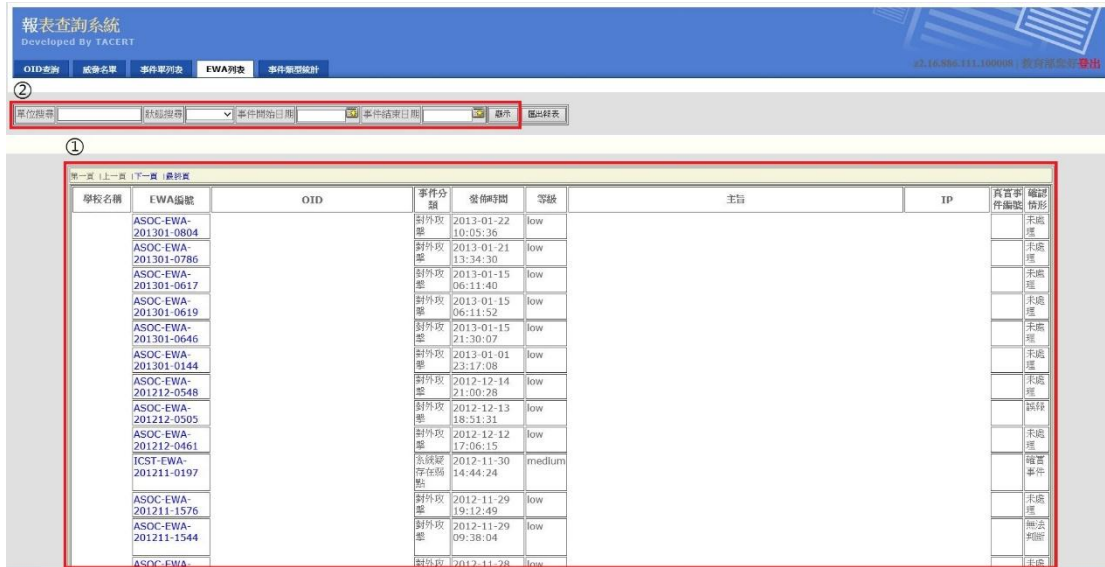 報表查詢系統
Developed By TACERT
OID查詢 威脅名單 事件單列表 EWA列表 事件類型統計
登出
②
單位搜尋 狀態搜尋 事件開始日期 事件結束日期 顯示 匯出報表
①
第一頁 |上一頁 |下一頁 |最終頁
學校名稱 EWA編號 OID 事件分類 發佈時間 等級 主旨 IP 真實事件編號 確認情形
ASOC-EWA-201301-0804 對外攻擊 2013-01-22 10:05:36 low 未處理
ASOC-EWA-201301-0786 對外攻擊 2013-01-21 13:34:30 low 未處理
ASOC-EWA-201301-0617 對外攻擊 2013-01-15 06:11:40 low 未處理
ASOC-EWA-201301-0619 對外攻擊 2013-01-15 06:11:52 low 未處理
ASOC-EWA-201301-0646 對外攻擊 2013-01-15 21:30:07 low 未處理
ASOC-EWA-201301-0144 對外攻擊 2013-01-01 23:17:08 low 未處理
ASOC-EWA-201212-0548 對外攻擊 2012-12-14 21:00:28 low 未處理
ASOC-EWA-201212-0505 對外攻擊 2012-12-13 18:51:31 low
ASOC-EWA-201212-0461 對外攻擊 2012-12-12 17:06:15 low 未處理
ICST-EWA-201211-0197 系統疑存在弱點 2012-11-30 14:44:24 medium 確實事件
ASOC-EWA-201211-1576 對外攻擊 2012-11-29 19:12:49 low 未處理
ASOC-EWA-201211-1544 對外攻擊 2012-11-29 09:38:04 low 無法判斷
ASOC-EWA- 對外攻 2012-11-28 low 未處